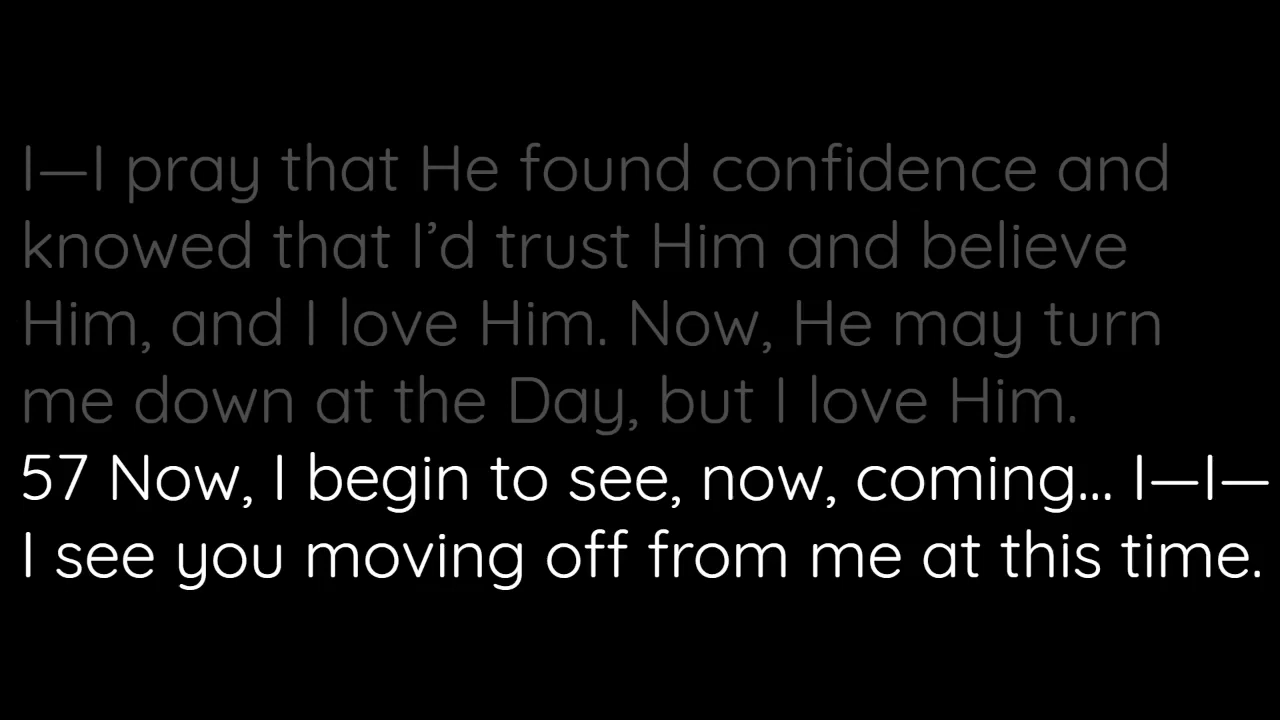 I—I pray that He found confidence and
knowed that I’d trust Him and believe
Him, and I love Him. Now, He may turn
me down at the Day, but I love Him.
57 Now, I begin to see, now, coming... I—I—
I see you moving off from me at this time.